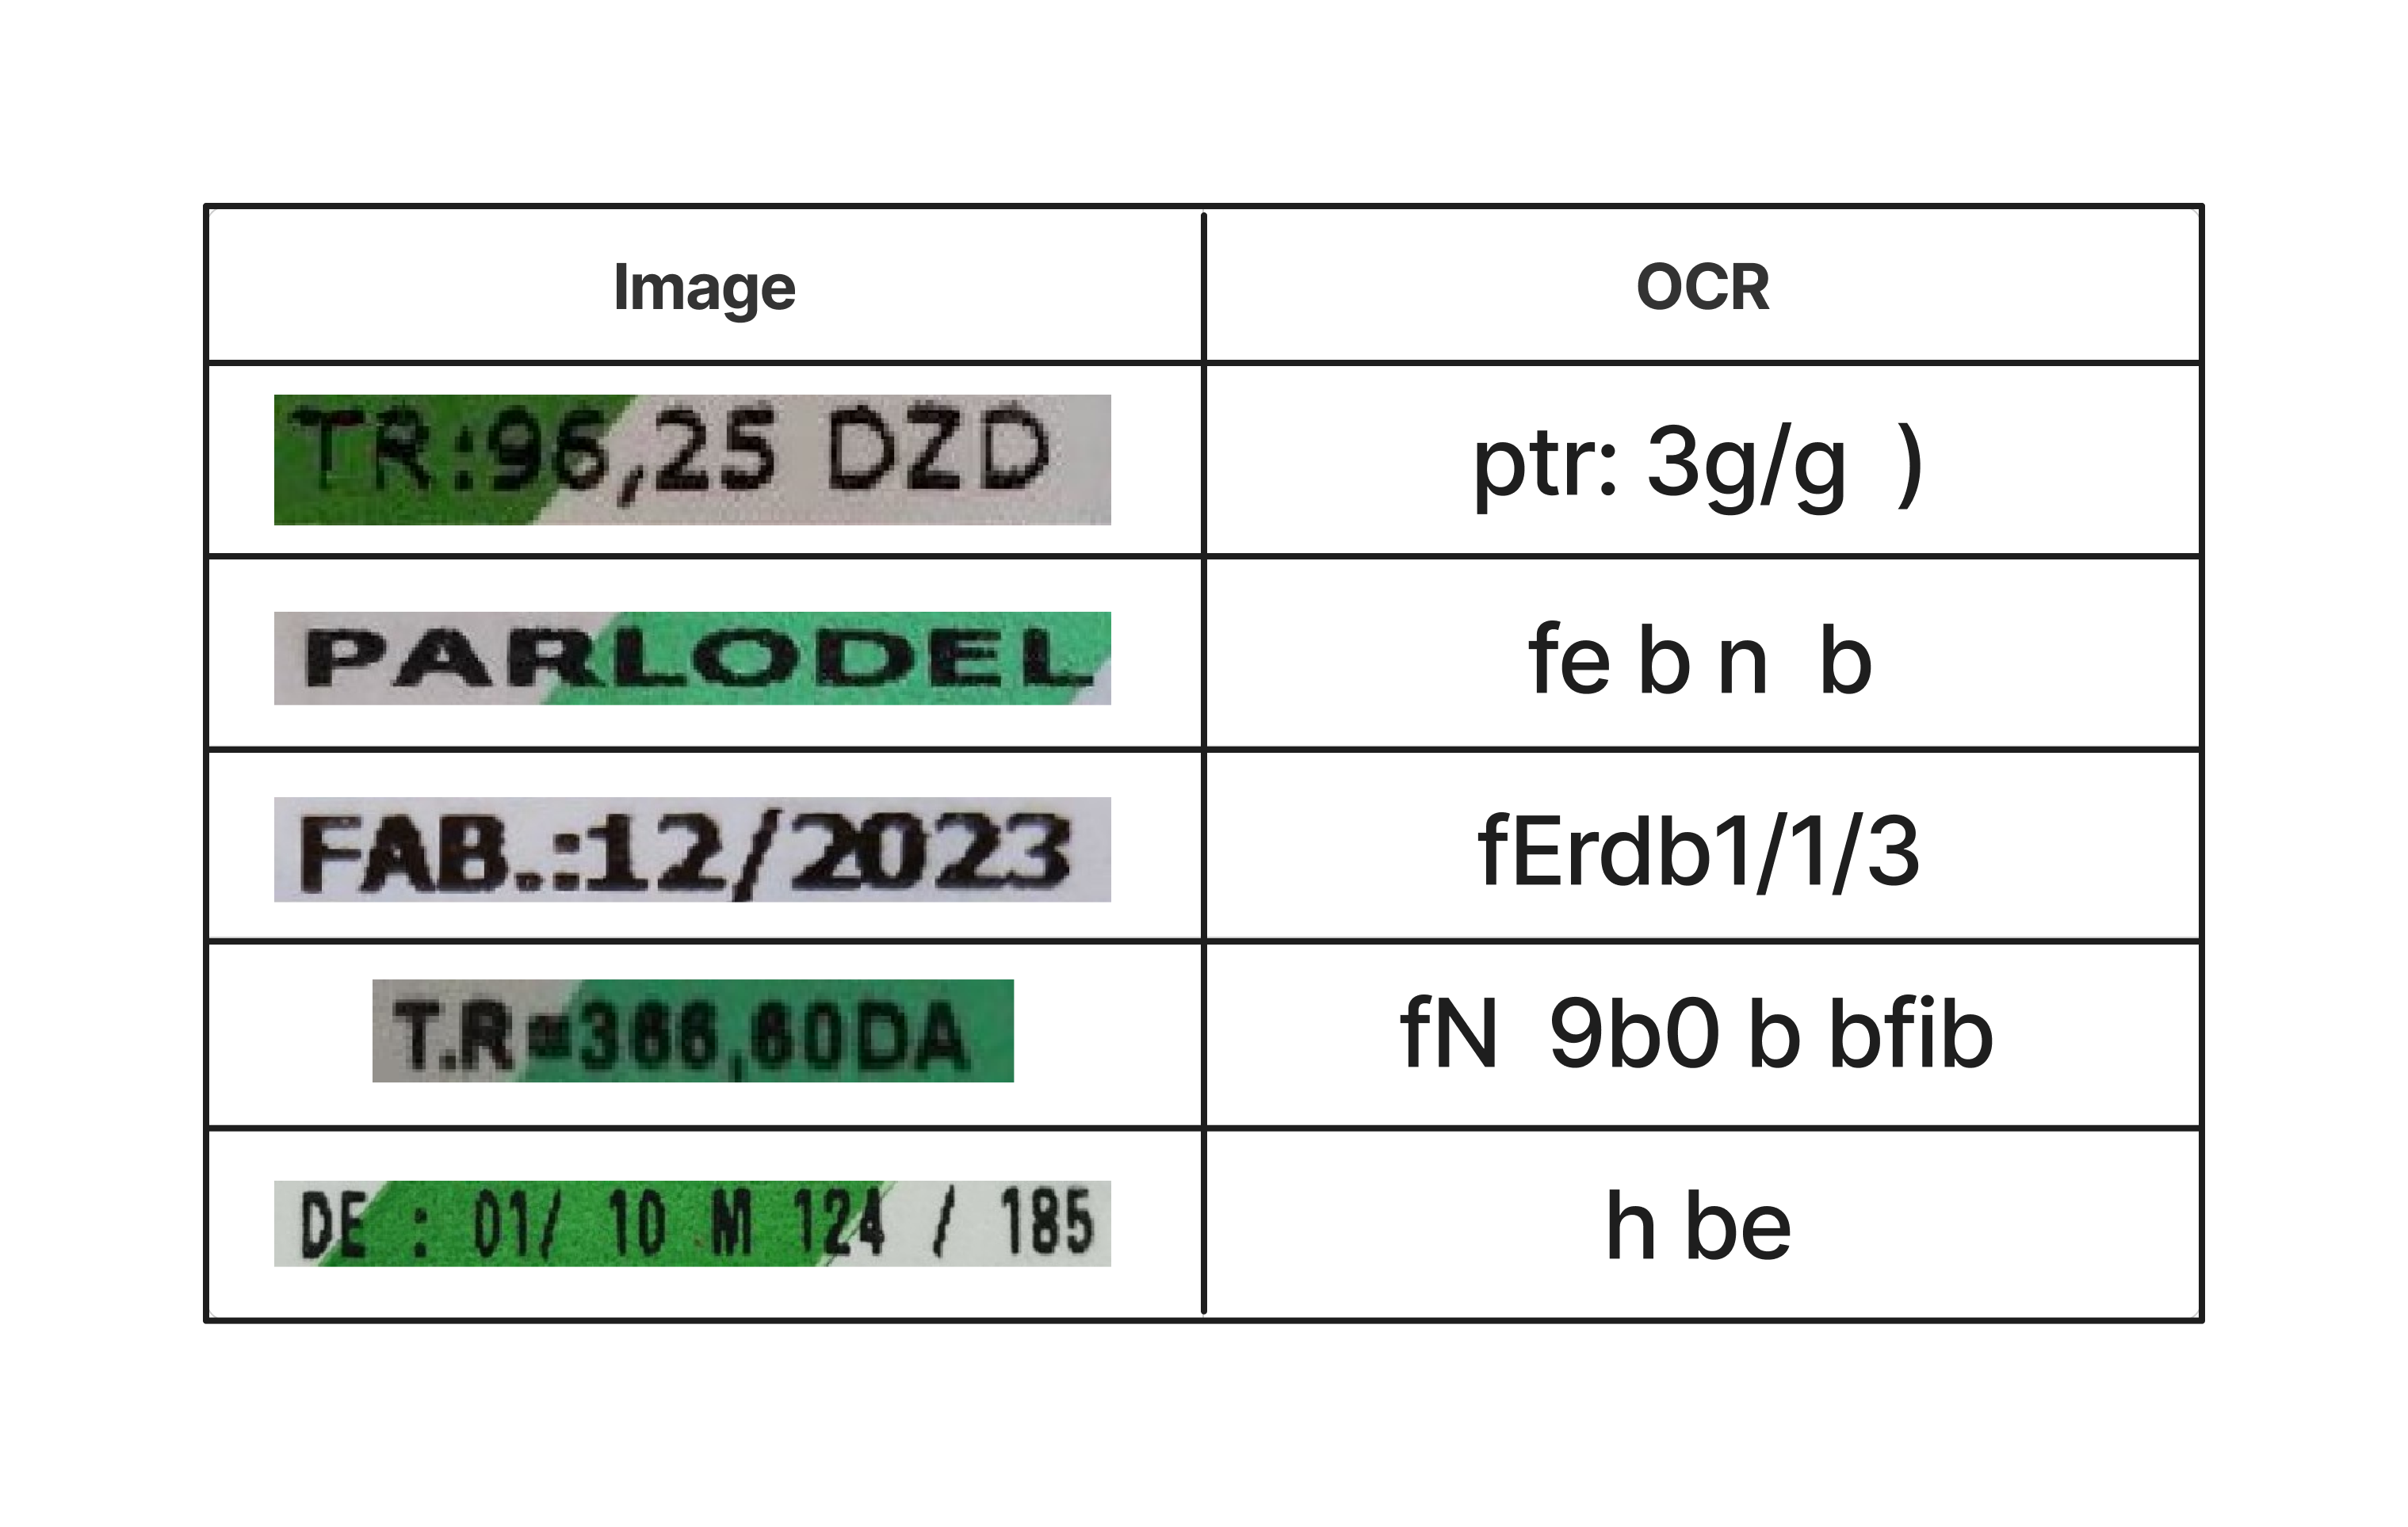 Image OCR
TR:96,25 DZD ptr: 3g/g )
PARLODEL fe b n b
FAB.:12/2023 fErdb1/1/3
T.R=366,60DA fN 9b0 b bfib
DE : 01/ 10 M 124 / 185 h be